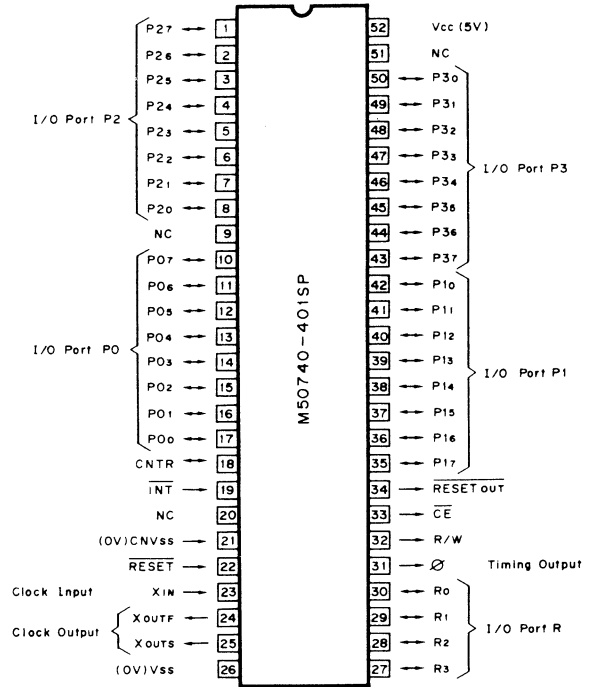 P27 1 52 Vcc (5V)
P26 2 51 NC
P25 3 50 P30
P24 4 49 P31
I/O Port P2
P23 5 48 P32
P22 6 47 P33
I/O Port P3
P21 7 46 P34
P20 8 45 P35
NC 9 44 P36
P07 10 43 P37
P06 11 42 P10
P05 12 41 P11
P04 13 40 P12
I/O Port P0
P03 14 39 P13
I/O Port P1
P02 15 38 P14
P01 16 37 P15
P00 17 36 P16
CNTR 18 35 P17
INT 19 34 RESET OUT
NC 20 33 CE
(0V)CNVss 21 32 R/W
RESET 22 31 Ø Timing Output
Clock Input XIN 23 30 R0
XOUTF 24 29 R1
Clock Output
I/O Port R
XOUTS 25 28 R2
(0V)Vss 26 27 R3
M50740-401SP